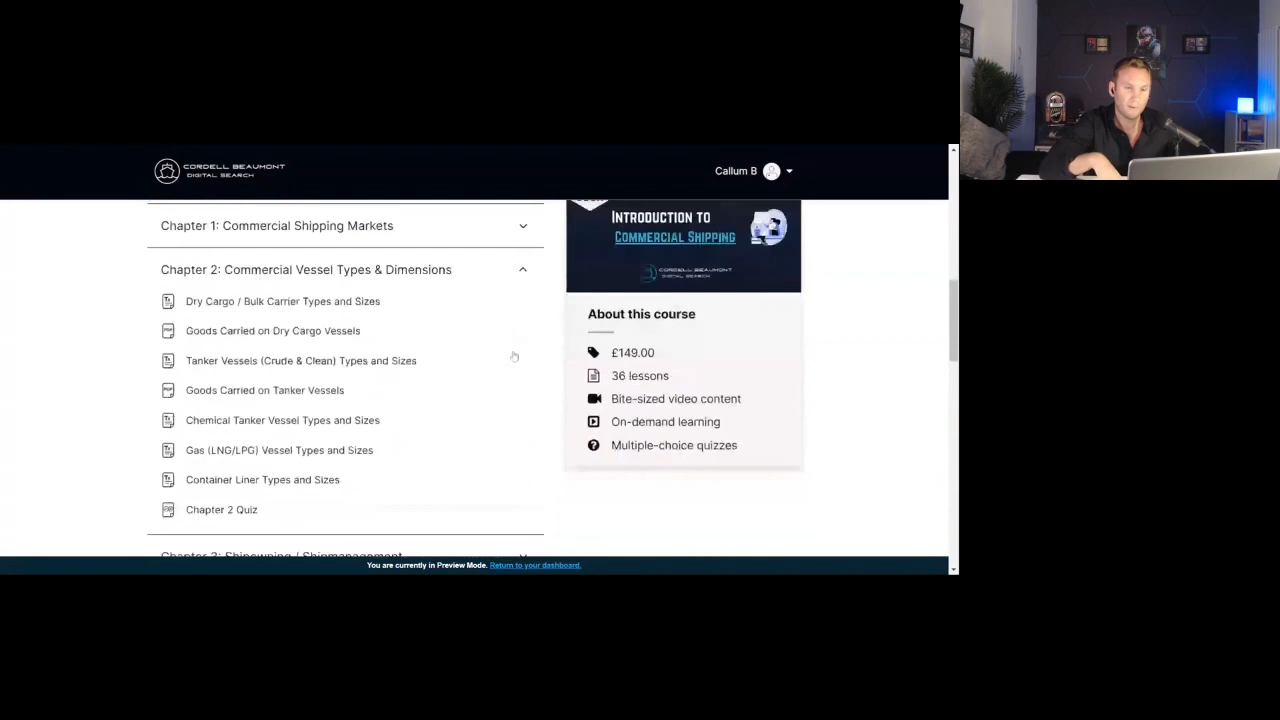 CORDELL BEAUMONT
DIGITAL SEARCH
Callum B
Chapter 1: Commercial Shipping Markets
Chapter 2: Commercial Vessel Types & Dimensions
Dry Cargo / Bulk Carrier Types and Sizes
Goods Carried on Dry Cargo Vessels
Tanker Vessels (Crude & Clean) Types and Sizes
Goods Carried on Tanker Vessels
Chemical Tanker Vessel Types and Sizes
Gas (LNG/LPG) Vessel Types and Sizes
Container Liner Types and Sizes
Chapter 2 Quiz
Chapter 3: Shipowning / Shipmanagement
INTRODUCTION TO
COMMERCIAL SHIPPING
CORDELL BEAUMONT
DIGITAL SEARCH
About this course
£149.00
36 lessons
Bite-sized video content
On-demand learning
Multiple-choice quizzes
You are currently in Preview Mode. Return to your dashboard.